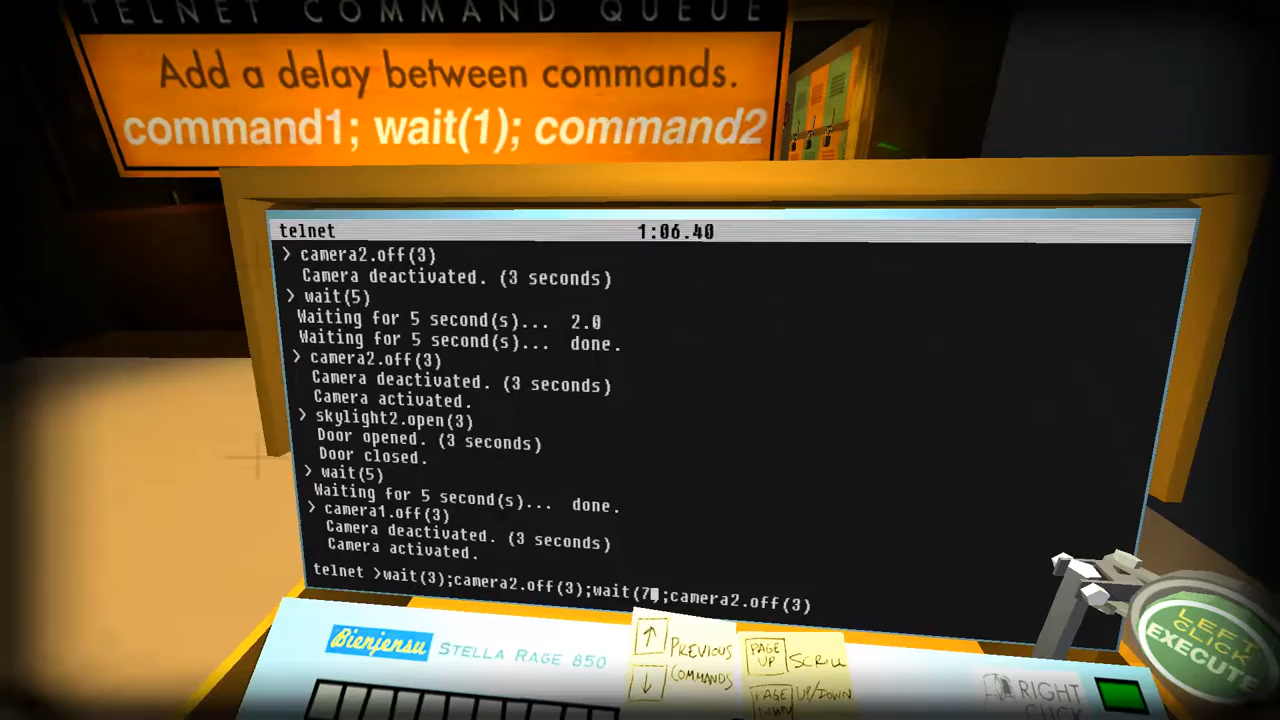 TELNET COMMAND QUEUE
Add a delay between commands.
command1; wait(1); command2
telnet 1:06.40
> camera2.off(3)
Camera deactivated. (3 seconds)
> wait(5)
Waiting for 5 second(s)... 2.0
Waiting for 5 second(s)... done.
> camera2.off(3)
Camera deactivated. (3 seconds)
Camera activated.
> skylight2.open(3)
Door opened. (3 seconds)
Door closed.
> wait(5)
Waiting for 5 second(s)... done.
> camera1.off(3)
Camera deactivated. (3 seconds)
Camera activated.
telnet >wait(3);camera2.off(3);wait(7);camera2.off(3)
Bienjensu STELLA RAGE 850
↑ PREVIOUS
↓ COMMANDS
PAGE UP SCROLL
PAGE DOWN UP/DOWN
LEFT CLICK
EXECUTE
RIGHT
CLICK